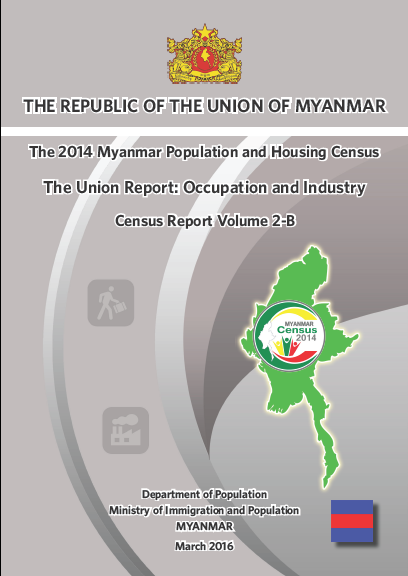 THE REPUBLIC OF THE UNION OF MYANMAR
The 2014 Myanmar Population and Housing Census
The Union Report: Occupation and Industry
Census Report Volume 2-B
MYANMAR
Census
2014
Department of Population
Ministry of Immigration and Population
MYANMAR
March 2016